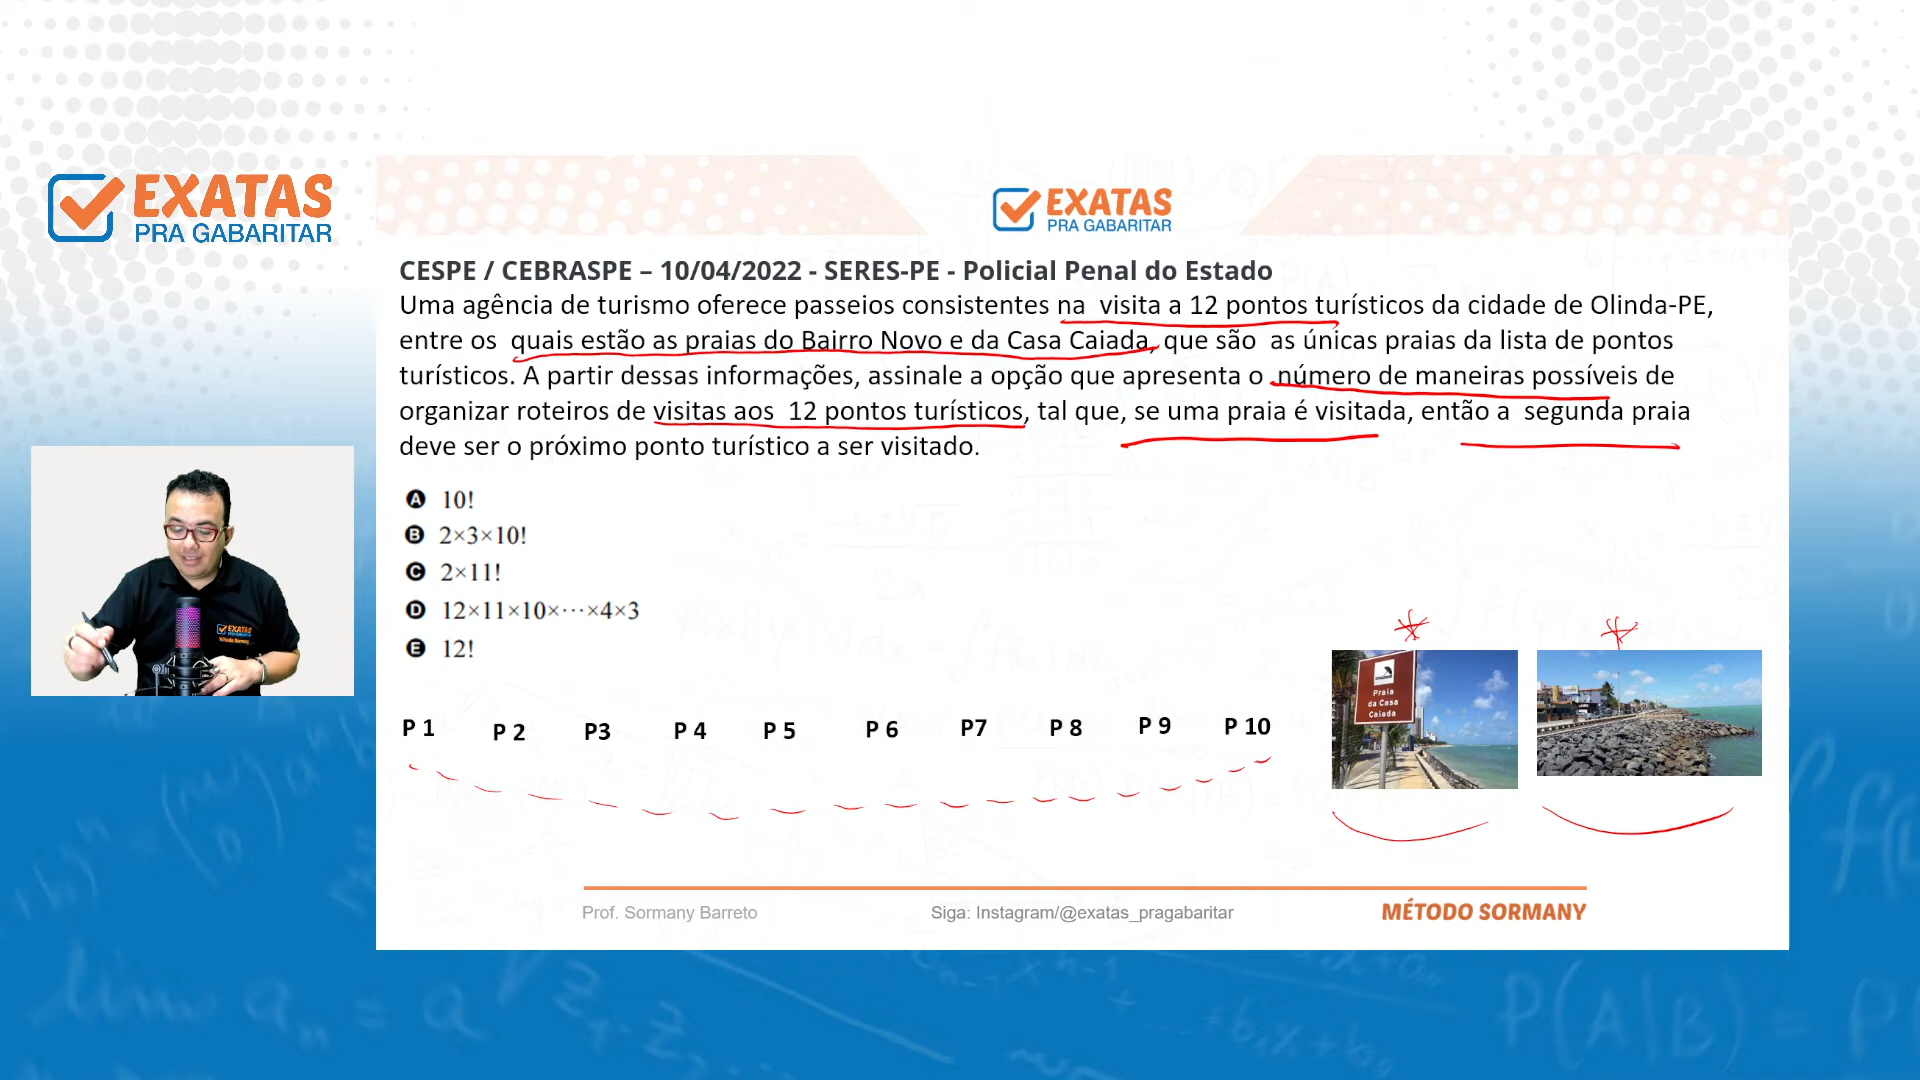 EXATAS
PRA GABARITAR
EXATAS
PRA GABARITAR
CESPE / CEBRASPE – 10/04/2022 - SERES-PE - Policial Penal do Estado
Uma agência de turismo oferece passeios consistentes na visita a 12 pontos turísticos da cidade de Olinda-PE,
entre os quais estão as praias do Bairro Novo e da Casa Caiada, que são as únicas praias da lista de pontos
turísticos. A partir dessas informações, assinale a opção que apresenta o número de maneiras possíveis de
organizar roteiros de visitas aos 12 pontos turísticos, tal que, se uma praia é visitada, então a segunda praia
deve ser o próximo ponto turístico a ser visitado.
A 10!
B 2×3×10!
C 2×11!
D 12×11×10×···×4×3
E 12!
P 1 P 2 P3 P 4 P 5 P 6 P7 P 8 P 9 P 10
Praia
da Casa
Caiada
EXATAS
PRA GABARITAR
Prof. Sormany Barreto Siga: Instagram/@exatas_pragabaritar MÉTODO SORMANY
lim aₙ = a
P(A|B) = P